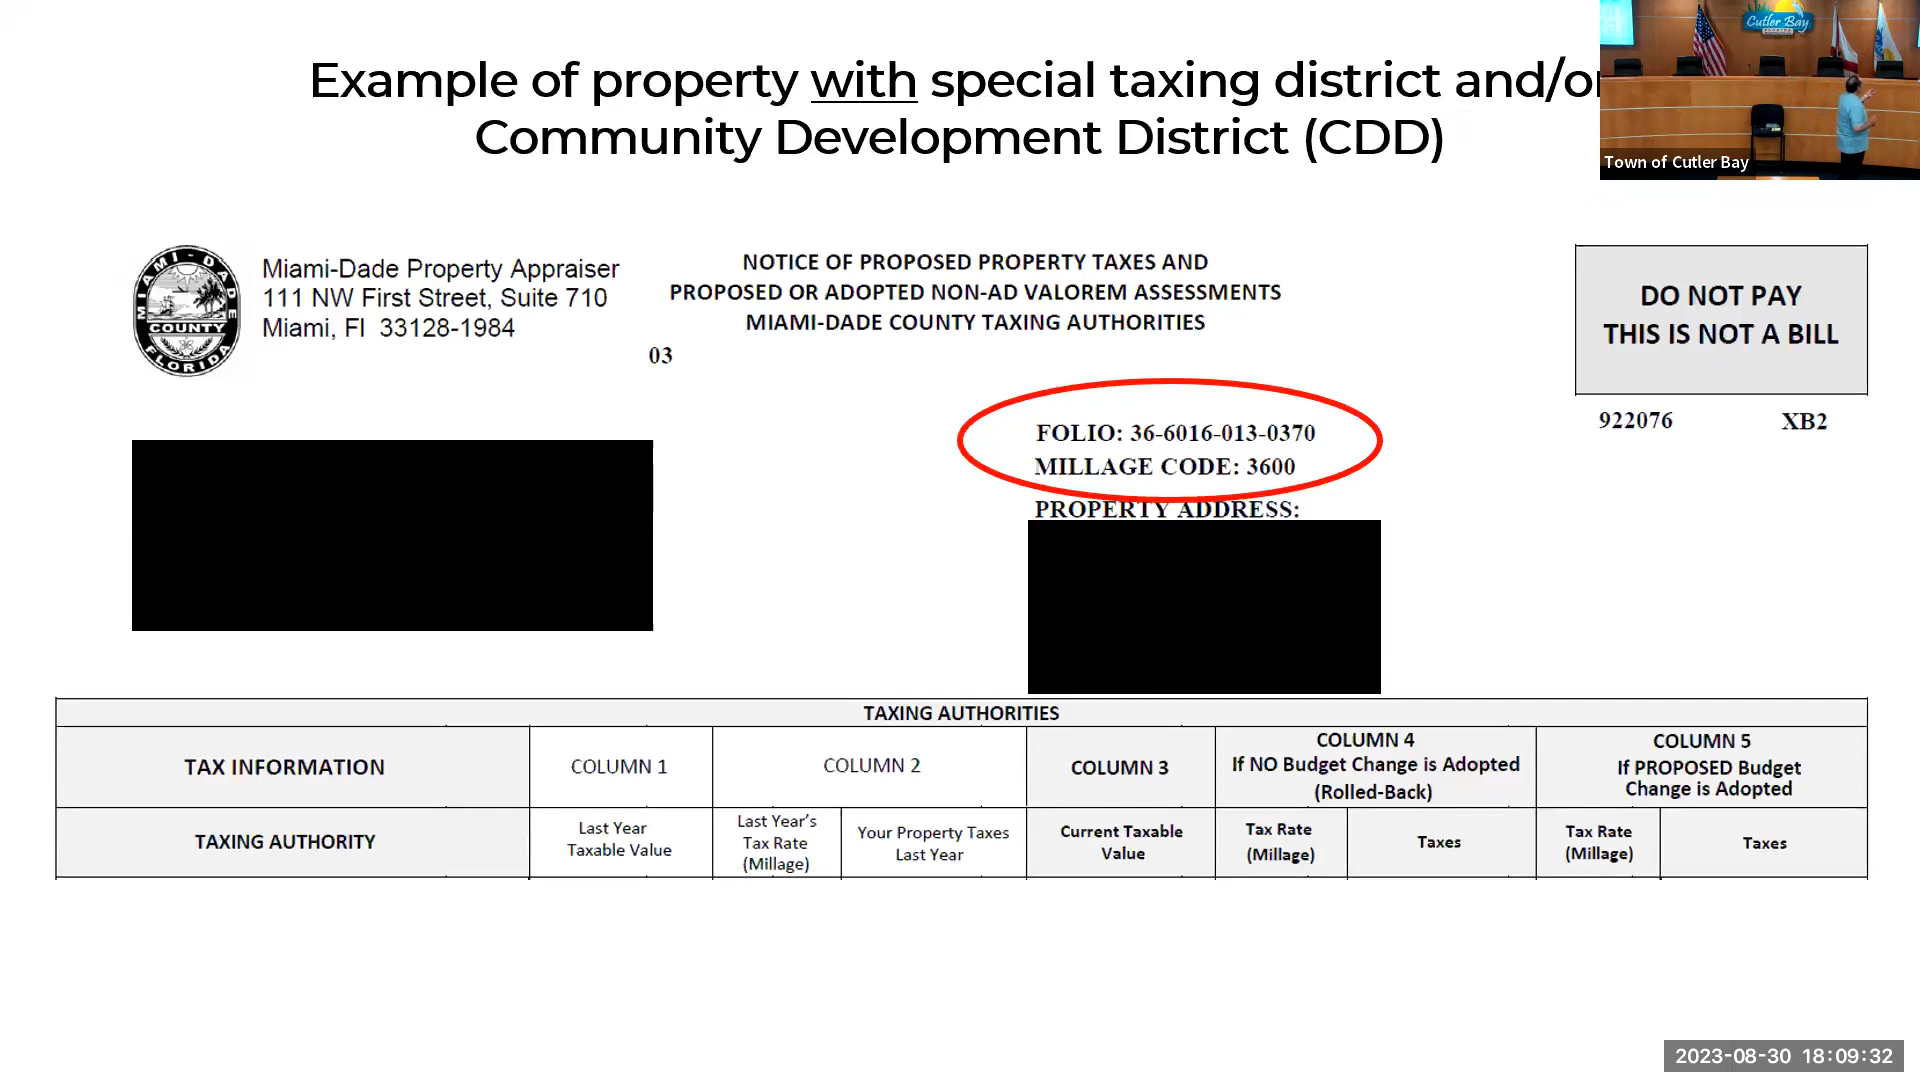 Example of property with special taxing district and/or
Community Development District (CDD)
Cutler Bay
Town of Cutler Bay
MIAMI-DADE
COUNTY
FLORIDA
Miami-Dade Property Appraiser
111 NW First Street, Suite 710
Miami, Fl 33128-1984
03
NOTICE OF PROPOSED PROPERTY TAXES AND
PROPOSED OR ADOPTED NON-AD VALOREM ASSESSMENTS
MIAMI-DADE COUNTY TAXING AUTHORITIES
DO NOT PAY
THIS IS NOT A BILL
922076 XB2
FOLIO: 36-6016-013-0370
MILLAGE CODE: 3600
PROPERTY ADDRESS:
TAXING AUTHORITIES
TAX INFORMATION
COLUMN 1
COLUMN 2
COLUMN 3
COLUMN 4
If NO Budget Change is Adopted
(Rolled-Back)
COLUMN 5
If PROPOSED Budget
Change is Adopted
TAXING AUTHORITY
Last Year
Taxable Value
Last Year's
Tax Rate
(Millage)
Your Property Taxes
Last Year
Current Taxable
Value
Tax Rate
(Millage)
Taxes
Tax Rate
(Millage)
Taxes
2023-08-30 18:09:32